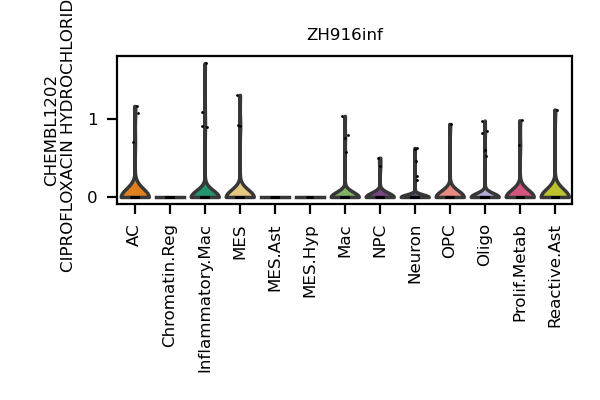 ZH916inf
CHEMBL1202
CIPROFLOXACIN HYDROCHLORID
1
0
AC
Chromatin.Reg
Inflammatory.Mac
MES
MES.Ast
MES.Hyp
Mac
NPC
Neuron
OPC
Oligo
Prolif.Metab
Reactive.Ast